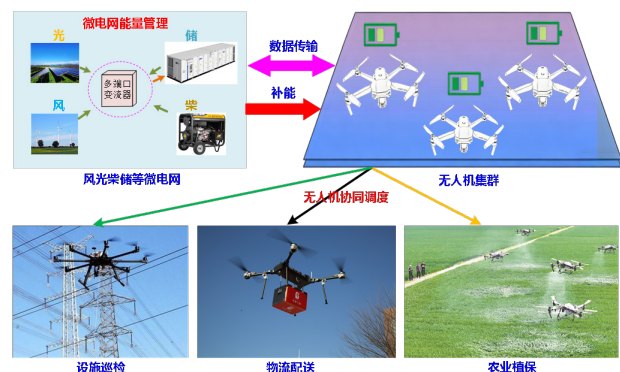 微电网能量管理
光
储
多端口
变流器
风
柴
风光柴储等微电网
数据传输
补能
无人机集群
无人机协同调度
设施巡检
物流配送
农业植保